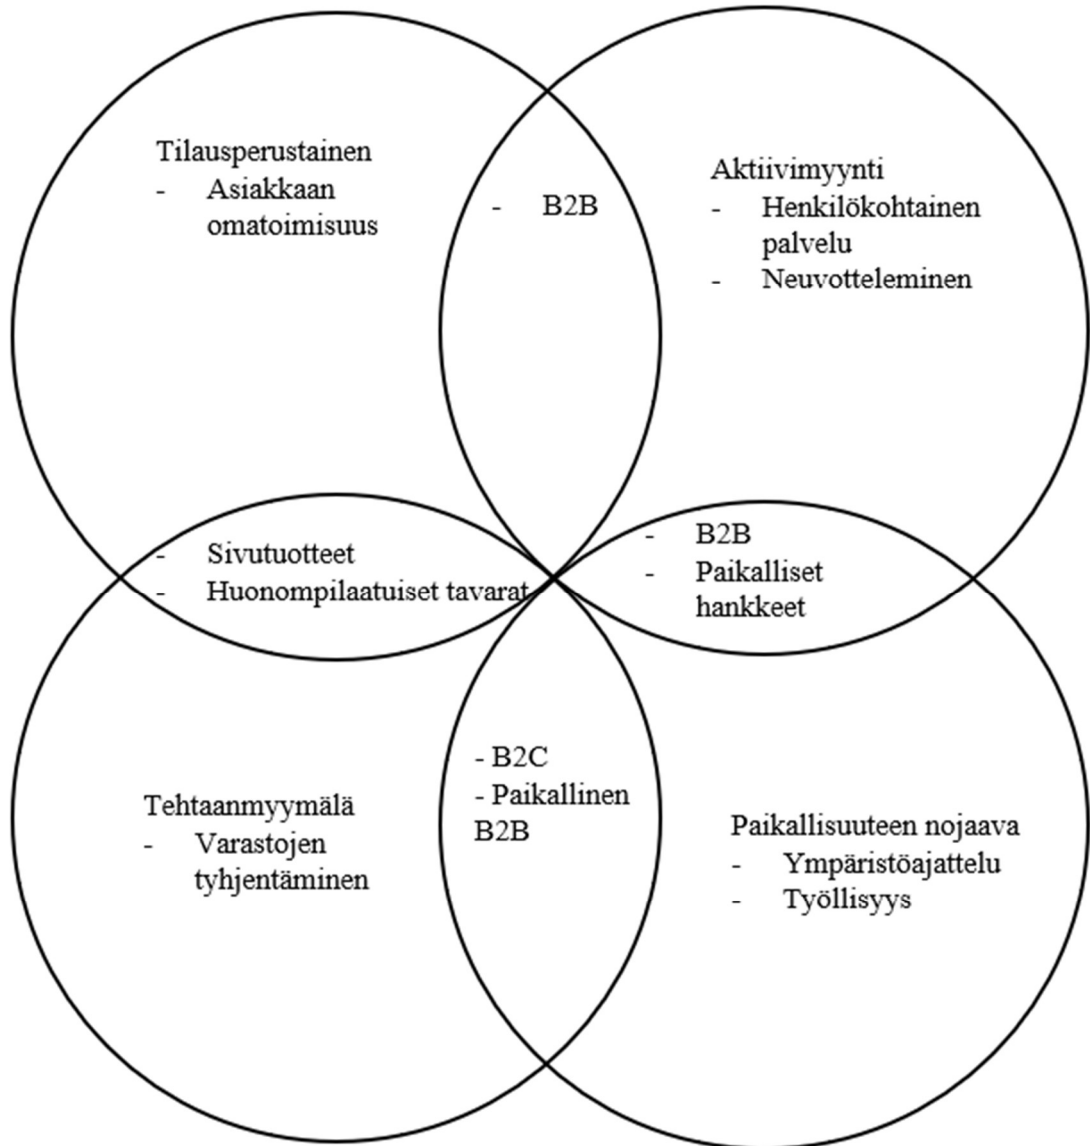 Tilausperustainen
- Asiakkaan
omatoimisuus
- B2B
Aktiivimyynti
- Henkilökohtainen
palvelu
- Neuvotteleminen
- Sivutuotteet
- Huonompilaatuiset tavarat
- B2B
- Paikalliset
hankkeet
Tehtaanmyymälä
- Varastojen
tyhjentäminen
- B2C
- Paikallinen
B2B
Paikallisuuteen nojaava
- Ympäristöajattelu
- Työllisyys